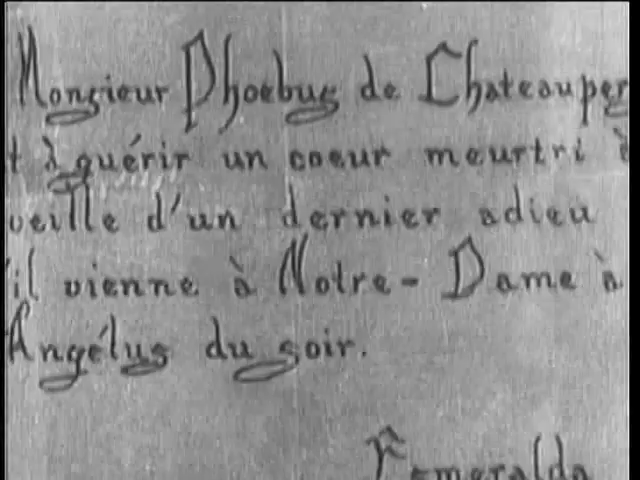 Monsieur Phoebus de Chateauper
t à guérir un coeur meurtri à
veille d'un dernier adieu
'il vienne à Notre-Dame à
Angélus du soir.
Esmeralda